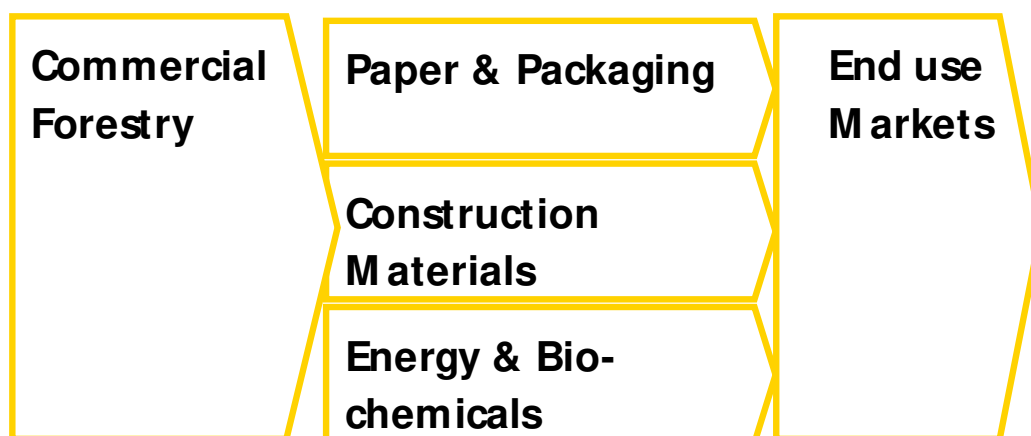 Commercial
Forestry
Paper & Packaging
Construction
Materials
Energy & Bio-
chemicals
End use
Markets